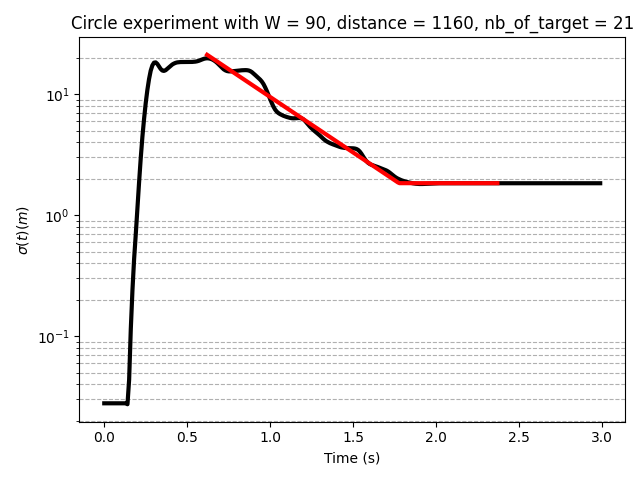 Circle experiment with W = 90, distance = 1160, nb_of_target = 21
10¹
10⁰
10⁻¹
σ(t)(m)
0.0 0.5 1.0 1.5 2.0 2.5 3.0
Time (s)